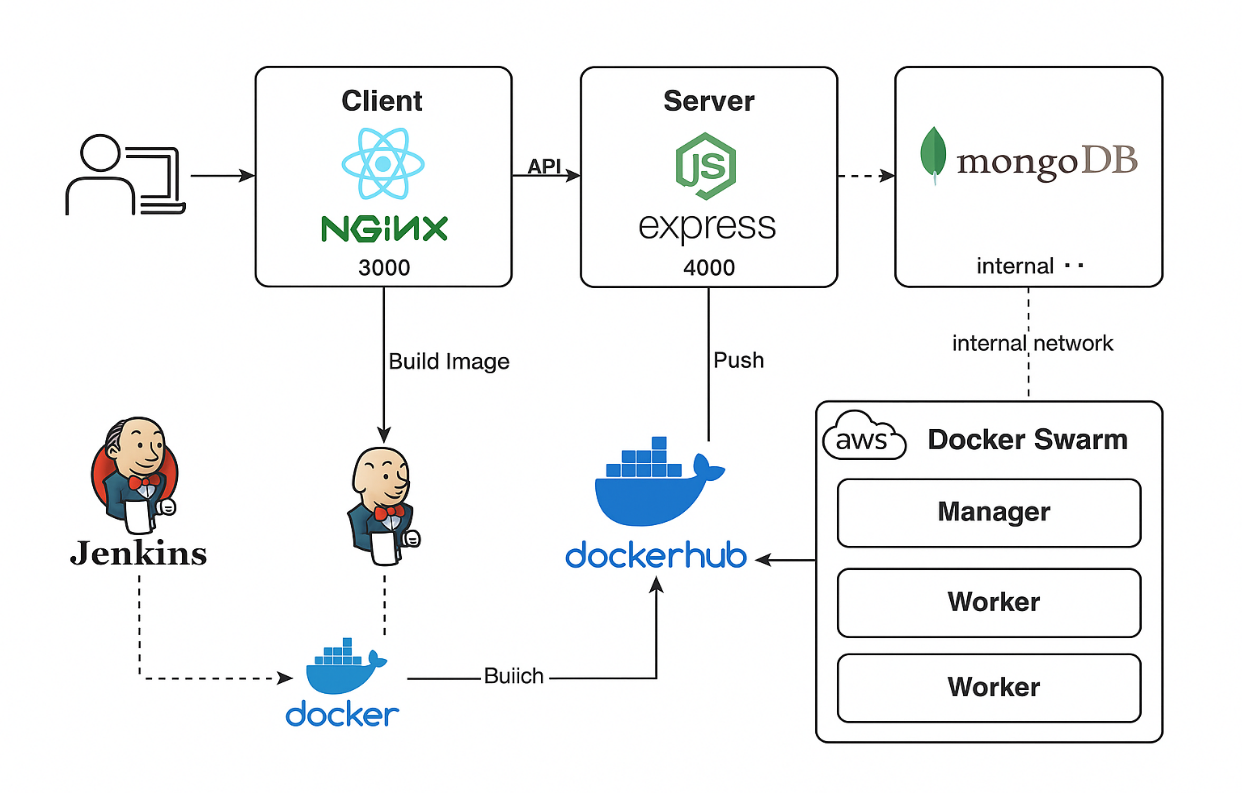 Client
NGiNX
3000
API
Server
JS
express
4000
mongoDB
internal ··
Build Image
Push
internal network
Jenkins
docker
Buiich
dockerhub
aws
Docker Swarm
Manager
Worker
Worker